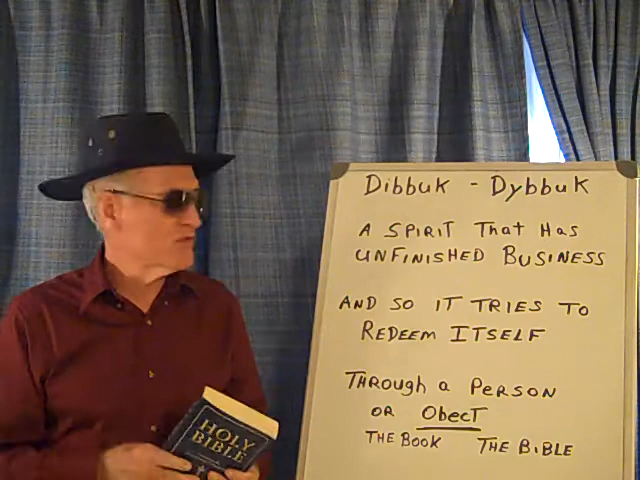 Dibbuk - Dybbuk
A SPIRIT That Has
UNFINISHED BUSINESS
AND SO IT TRIES TO
REDEEM ITSELF
THROUGH a PERSON
OR ObecT
THE BOOK THE BIBLE
HOLY
BIBLE